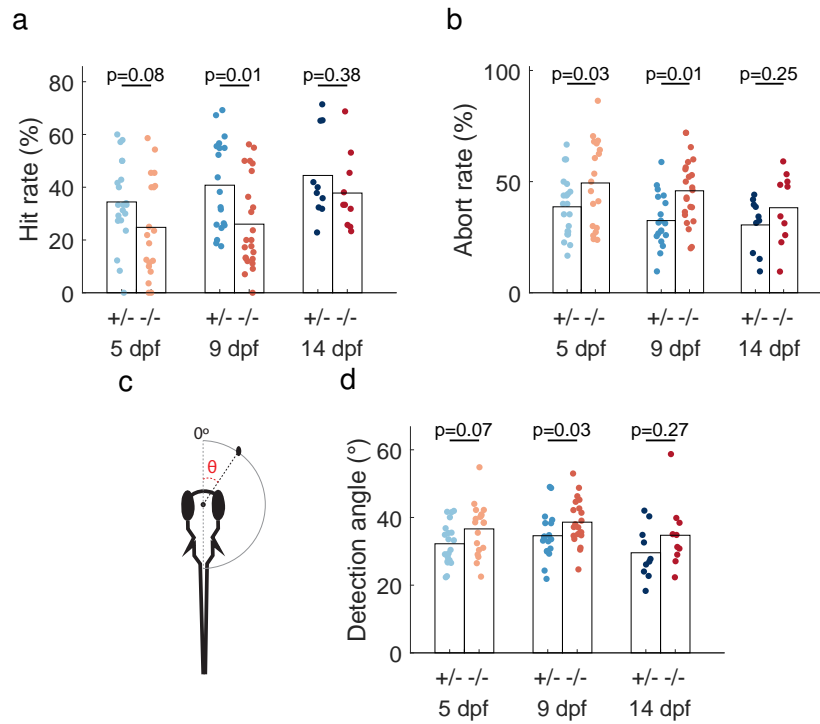 a
p=0.08 p=0.01 p=0.38
80
60
40
20
0
Hit rate (%)
+/- -/- +/- -/- +/- -/-
5 dpf 9 dpf 14 dpf
b
p=0.03 p=0.01 p=0.25
100
50
0
Abort rate (%)
+/- -/- +/- -/- +/- -/-
5 dpf 9 dpf 14 dpf
c
0º
θ
d
p=0.07 p=0.03 p=0.27
60
40
20
0
Detection angle (°)
+/- -/- +/- -/- +/- -/-
5 dpf 9 dpf 14 dpf